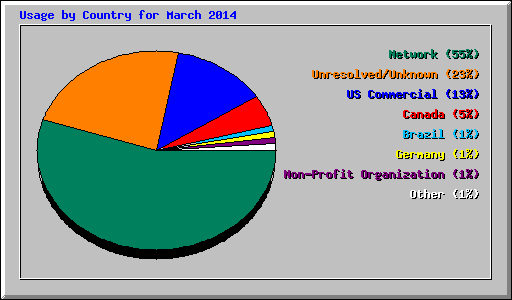 Usage by Country for March 2014
Network (55%)
Unresolved/Unknown (23%)
US Commercial (13%)
Canada (5%)
Brazil (1%)
Germany (1%)
Non-Profit Organization (1%)
Other (1%)